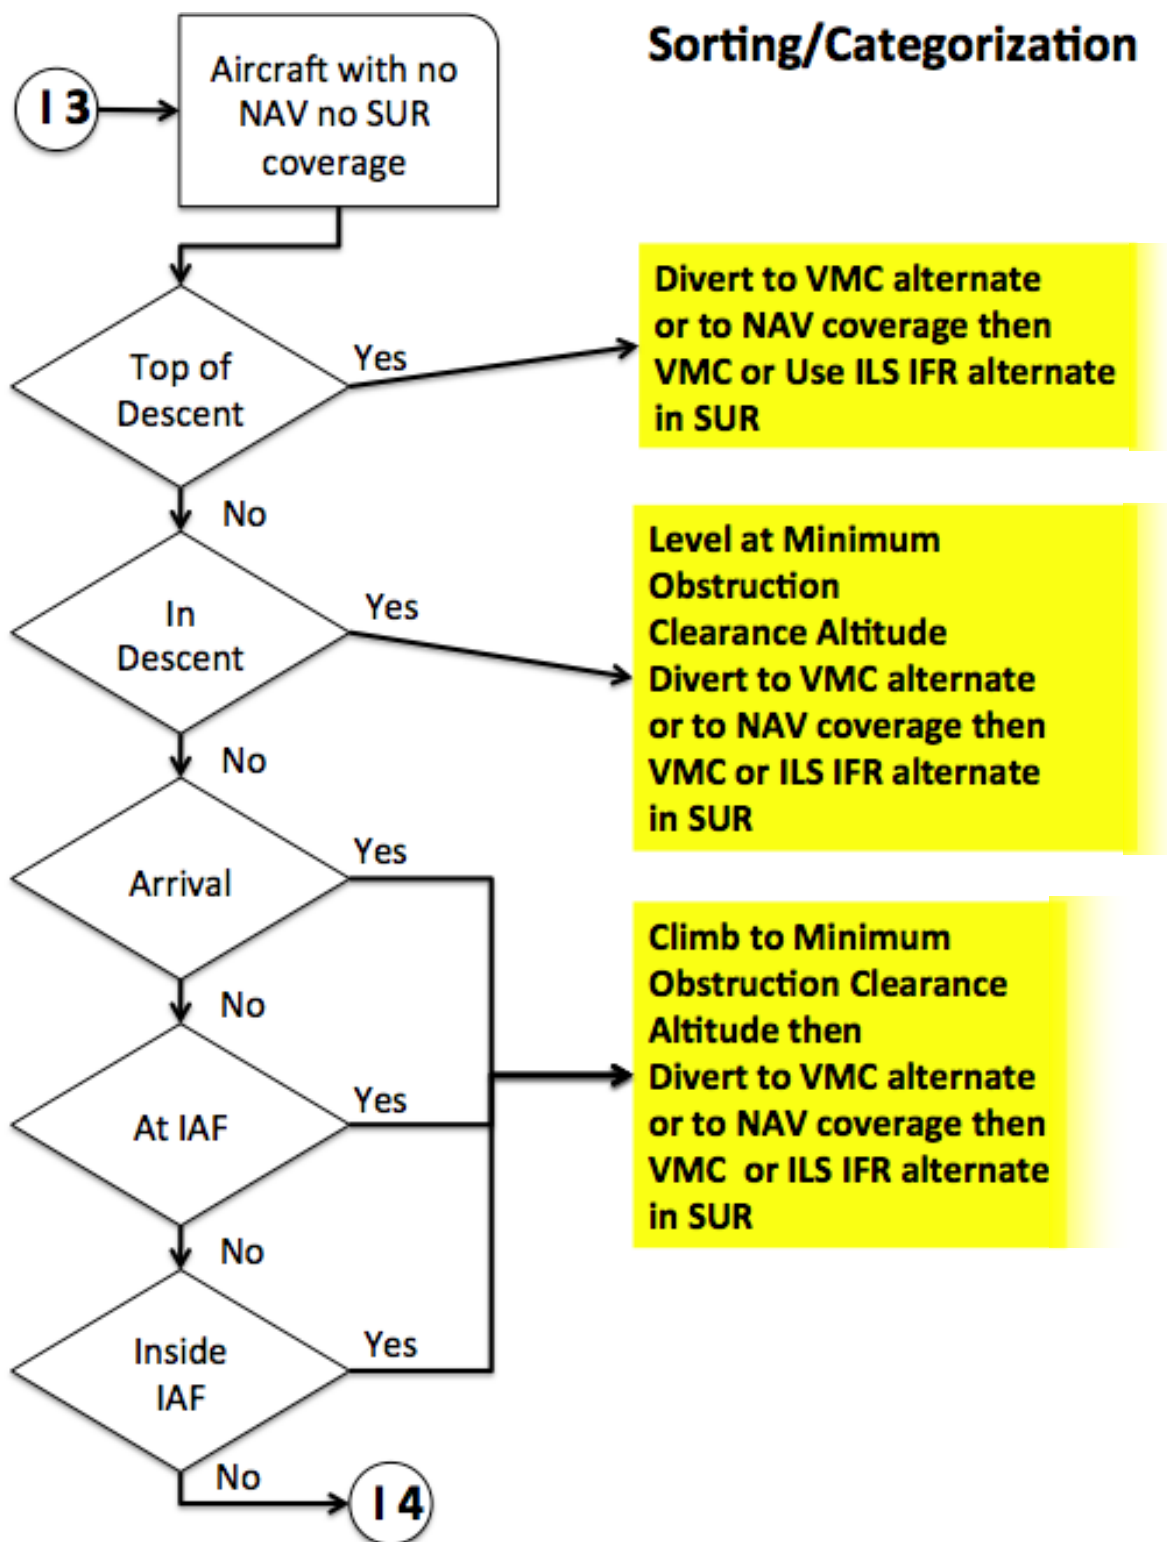 Sorting/Categorization
I 3
Aircraft with no
NAV no SUR
coverage
Top of
Descent
Yes
Divert to VMC alternate
or to NAV coverage then
VMC or Use ILS IFR alternate
in SUR
No
In
Descent
Yes
Level at Minimum
Obstruction
Clearance Altitude
Divert to VMC alternate
or to NAV coverage then
VMC or ILS IFR alternate
in SUR
No
Arrival
Yes
No
At IAF
Yes
Climb to Minimum
Obstruction Clearance
Altitude then
Divert to VMC alternate
or to NAV coverage then
VMC  or ILS IFR alternate
in SUR
No
Inside
IAF
Yes
No
I 4